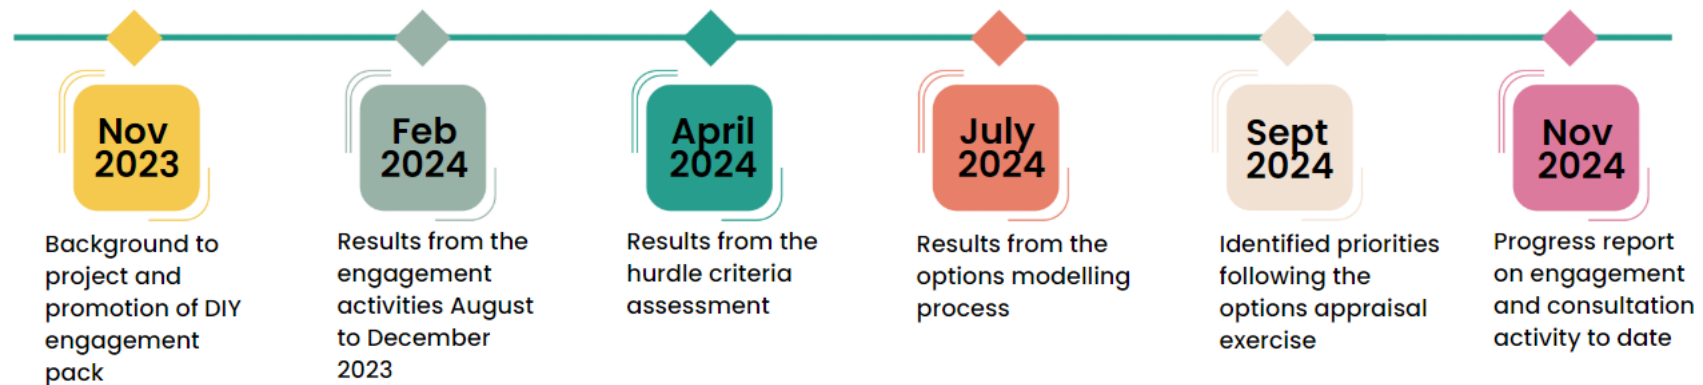 Nov
2023
Background to
project and
promotion of DIY
engagement
pack
Feb
2024
Results from the
engagement
activities August
to December
2023
April
2024
Results from the
hurdle criteria
assessment
July
2024
Results from the
options modelling
process
Sept
2024
Identified priorities
following the
options appraisal
exercise
Nov
2024
Progress report
on engagement
and consultation
activity to date